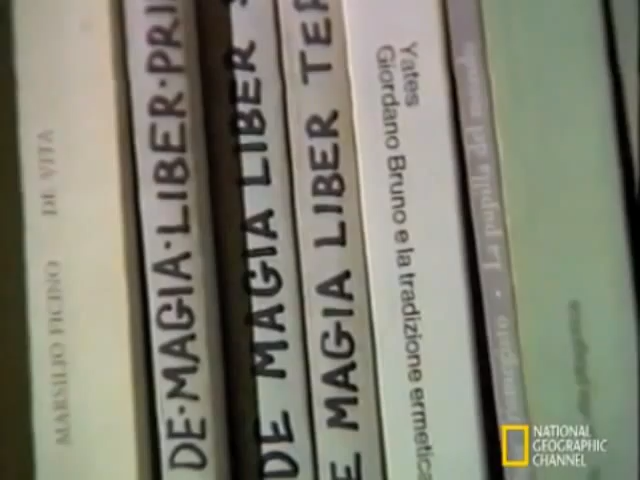 MARSILIO FICINO DE VITA
DE·MAGIA·LIBER·PRI
DE MAGIA LIBER
E MAGIA LIBER TER
Yates
Giordano Bruno e la tradizione ermetica
NATIONAL
GEOGRAPHIC
CHANNEL